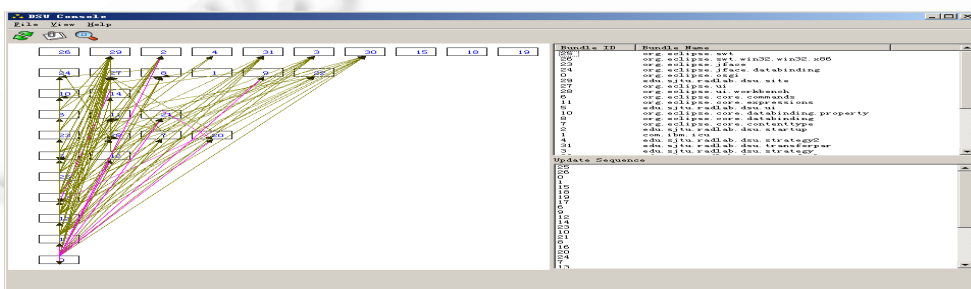 DSU Console
File View Help
26 29 2 4 31 3 30 15 18 19
24 27 8 1 9 22
10 14
6 11 21
23 7 20
Bundle ID Bundle Name
25 org.eclipse.swt
26 org.eclipse.swt.win32.win32.x86
23 org.eclipse.jface
24 org.eclipse.jface.databinding
0 org.eclipse.osgi
29 edu.sjtu.radlab.dsu.site
27 org.eclipse.ui
28 org.eclipse.ui.workbench
6 org.eclipse.core.commands
11 org.eclipse.core.expressions
5 edu.sjtu.radlab.dsu.ui
10 org.eclipse.core.databinding.property
8 org.eclipse.core.databinding
7 org.eclipse.core.contenttype
2 edu.sjtu.radlab.dsu.startup
1 com.ibm.icu
4 edu.sjtu.radlab.dsu.strategy2
31 edu.sjtu.radlab.dsu.transferpar
3 edu.sjtu.radlab.dsu.strategy
Update Sequence
25
26
0
1
15
18
19
17
6
9
12
14
23
10
21
8
16
20
24
7
13